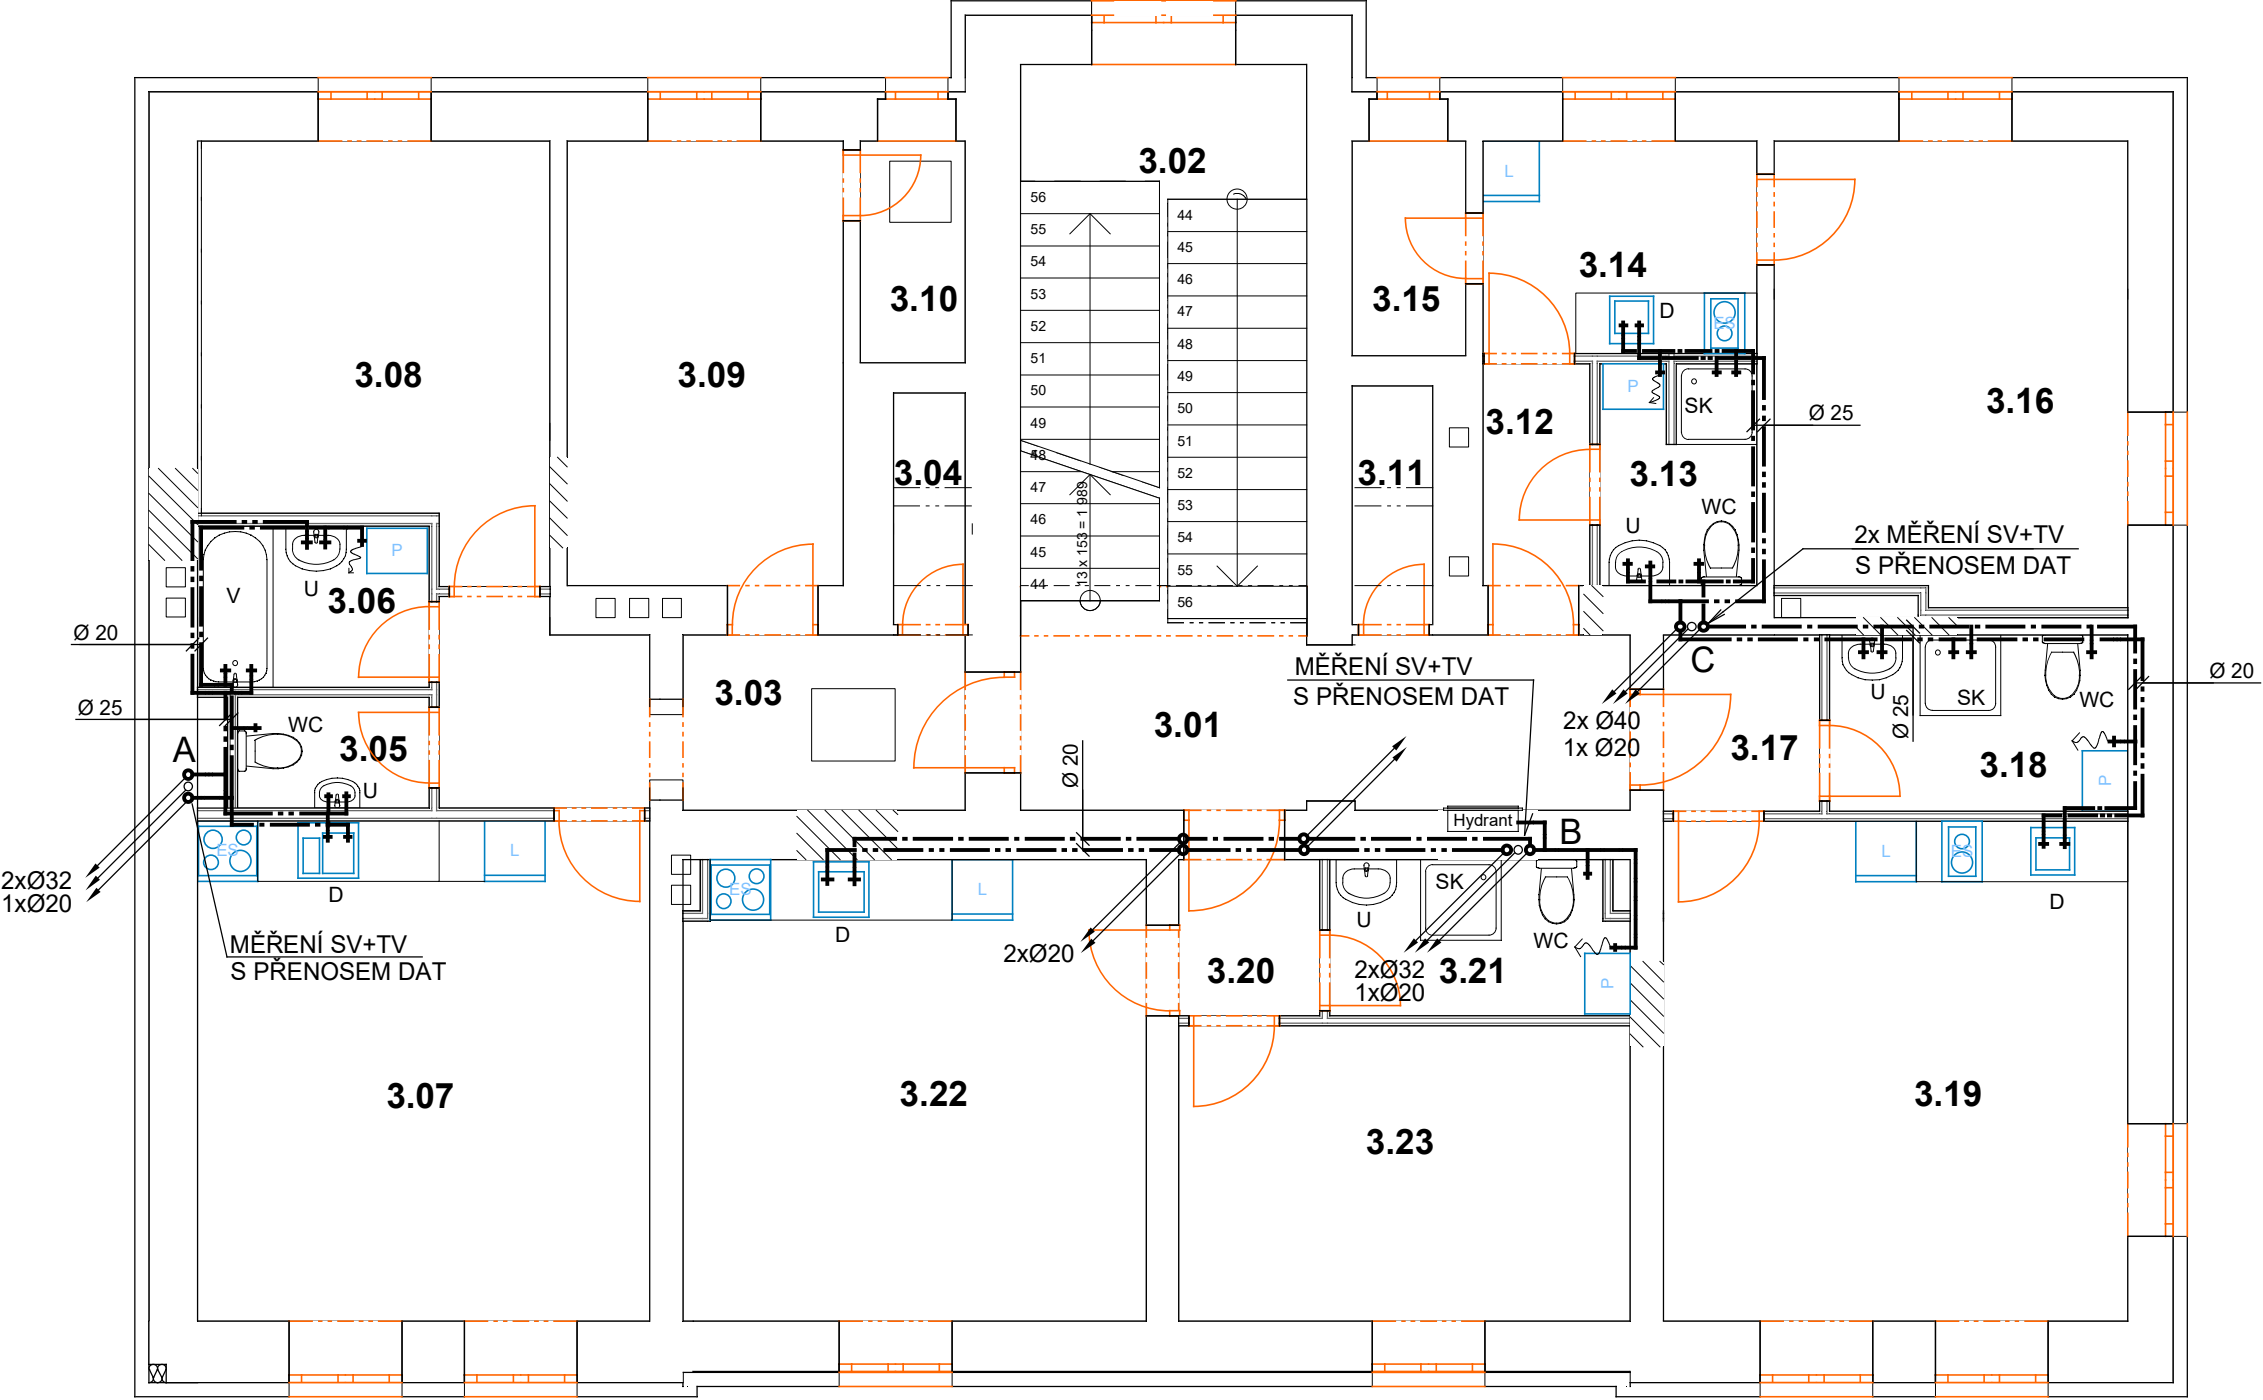 3.02
56
55
54
53
52
51
50
49
48
47
46
45
44
13 x 153 = 1 989
44
45
46
47
48
49
50
51
52
53
54
55
56
3.08
3.09
3.10
3.04
3.15
3.11
L
3.14
D
ES
3.12
P
SK
3.13
WC
U
Ø 25
3.16
2x MĚŘENÍ SV+TV
S PŘENOSEM DAT
V
U
P
3.06
Ø 20
Ø 25
A
WC
3.05
U
2xØ32
1xØ20
ES
D
L
MĚŘENÍ SV+TV
S PŘENOSEM DAT
3.07
3.03
3.01
MĚŘENÍ SV+TV
S PŘENOSEM DAT
Ø 20
C
2x Ø40
1x Ø20
3.17
U
Ø 25
SK
WC
3.18
P
Ø 20
Hydrant
B
ES
D
L
2xØ20
3.20
U
SK
WC
2xØ32
1xØ20
3.21
P
L
ES
D
3.22
3.23
3.19